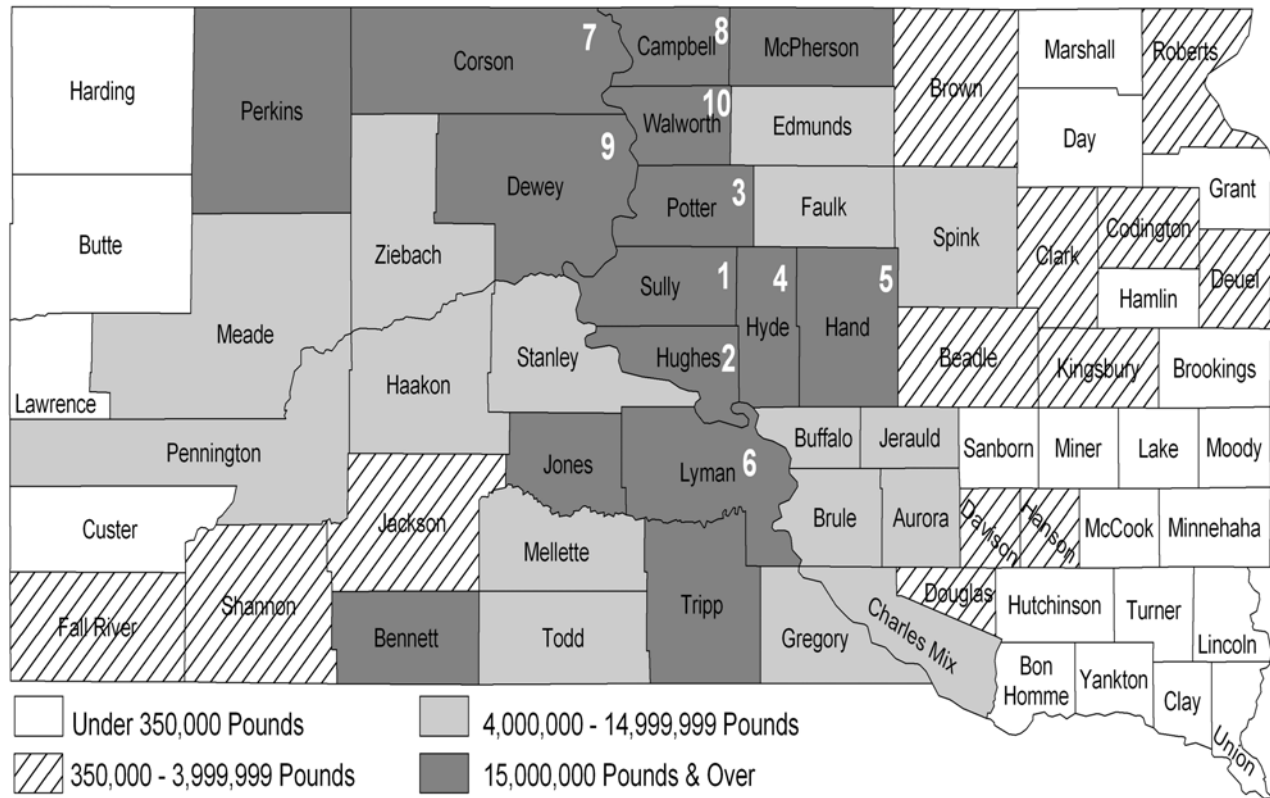 Harding
Perkins
Corson
7
Campbell
8
McPherson
Brown
Marshall
Roberts
Butte
Dewey
9
Walworth
10
Edmunds
Day
Grant
Ziebach
Potter
3
Faulk
Spink
Clark
Codington
Deuel
Hamlin
Meade
Sully
1
Hyde
4
Hand
5
Lawrence
Haakon
Stanley
Hughes
2
Beadle
Kingsbury
Brookings
Pennington
Jones
Lyman
6
Buffalo
Jerauld
Sanborn
Miner
Lake
Moody
Custer
Jackson
Mellette
Brule
Aurora
Davison
Hanson
McCook
Minnehaha
Fall River
Shannon
Bennett
Todd
Tripp
Gregory
Charles Mix
Douglas
Hutchinson
Turner
Lincoln
Bon
Homme
Yankton
Clay
Union
Under 350,000 Pounds
4,000,000 - 14,999,999 Pounds
350,000 - 3,999,999 Pounds
15,000,000 Pounds & Over